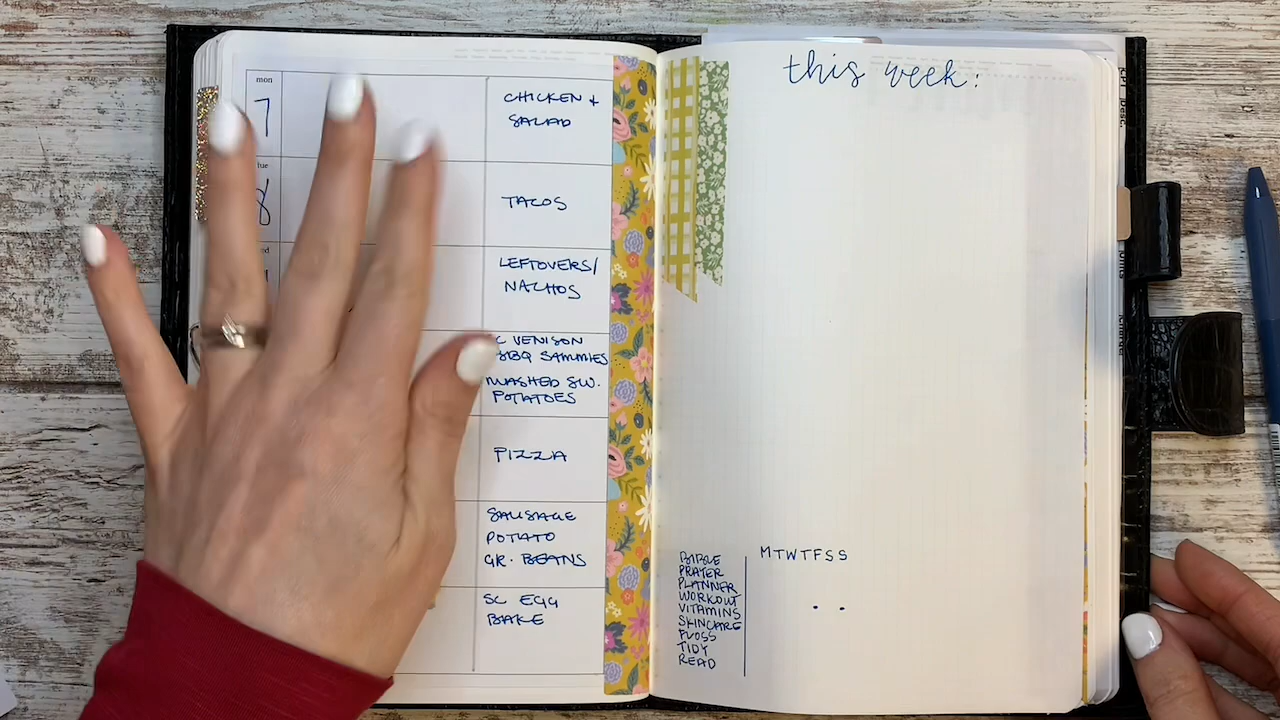 mon
7
CHICKEN +
SALAD
tue
8
TACOS
LEFTOVERS/
NACHOS
VENISON
BBQ SAMMIES
MASHED SW.
POTATOES
PIZZA
SAUSAGE
POTATO
GR. BEANS
SC EGG
BAKE
this week:
MTWTFSS
BIBLE
PRAYER
PLANNER
WORKOUT
VITAMINS
SKINCARE
FLOSS
TIDY
READ